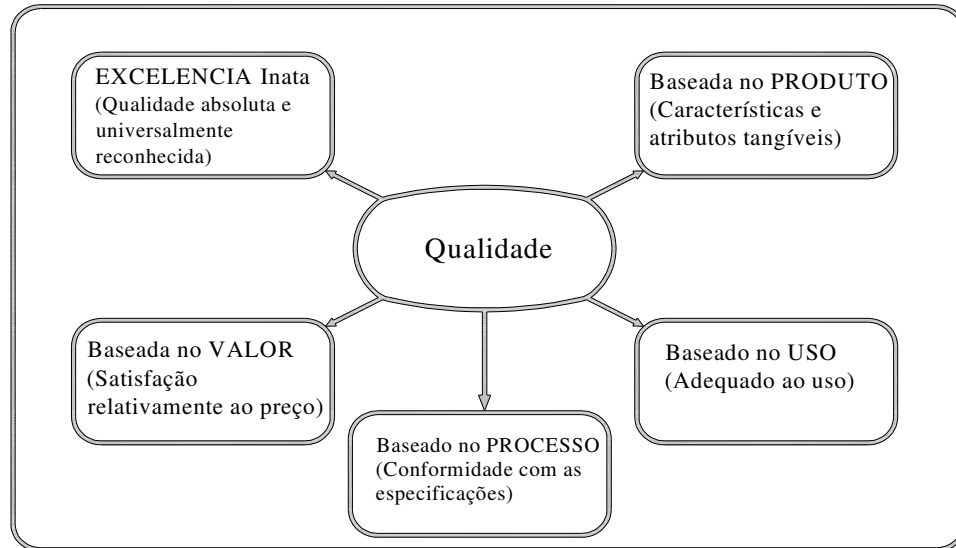 EXCELENCIA Inata
(Qualidade absoluta e
universalmente
reconhecida)
Baseada no PRODUTO
(Características e
atributos tangíveis)
Qualidade
Baseada no VALOR
(Satisfação
relativamente ao preço)
Baseado no USO
(Adequado ao uso)
Baseado no PROCESSO
(Conformidade com as
especificações)